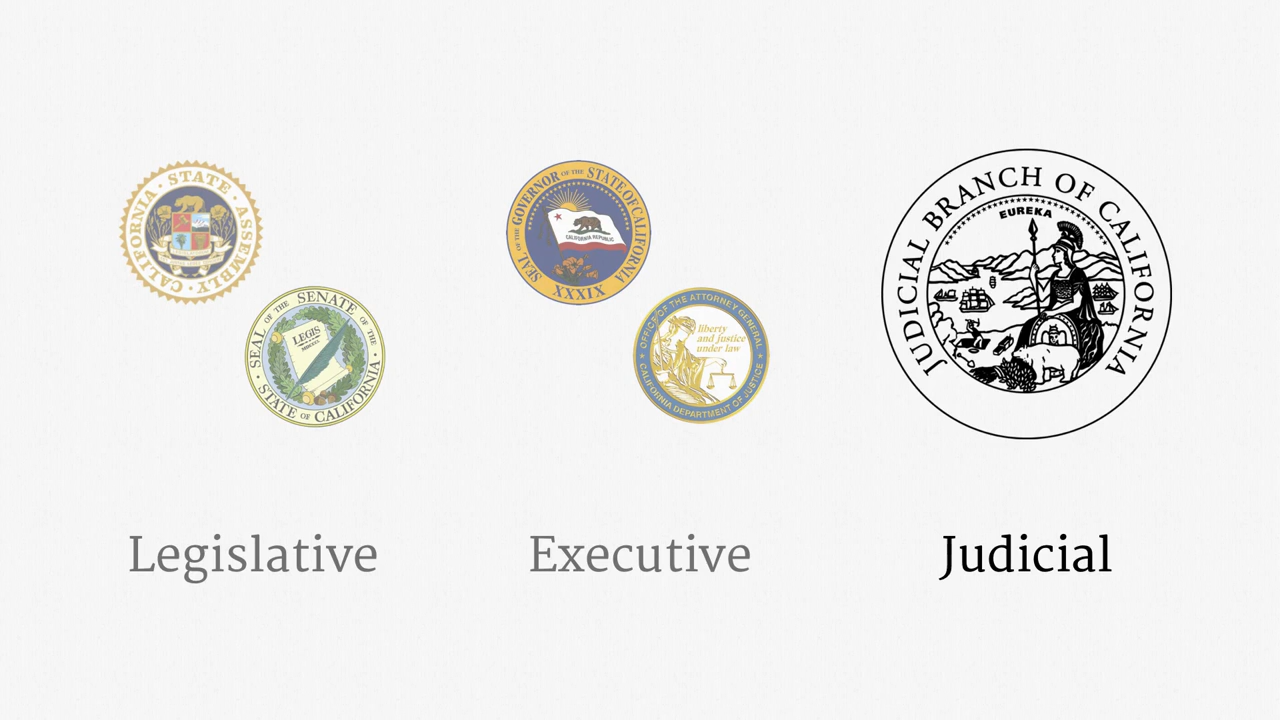 CALIFORNIA · STATE · ASSEMBLY
· SEAL OF THE SENATE OF THE ·
STATE OF CALIFORNIA
LEGIS
SEAL OF THE GOVERNOR OF THE STATE OF CALIFORNIA
CALIFORNIA REPUBLIC
XXXIX
OFFICE OF THE ATTORNEY GENERAL
liberty
and justice
under law
CALIFORNIA DEPARTMENT OF JUSTICE
JUDICIAL BRANCH OF CALIFORNIA
EUREKA
Legislative
Executive
Judicial